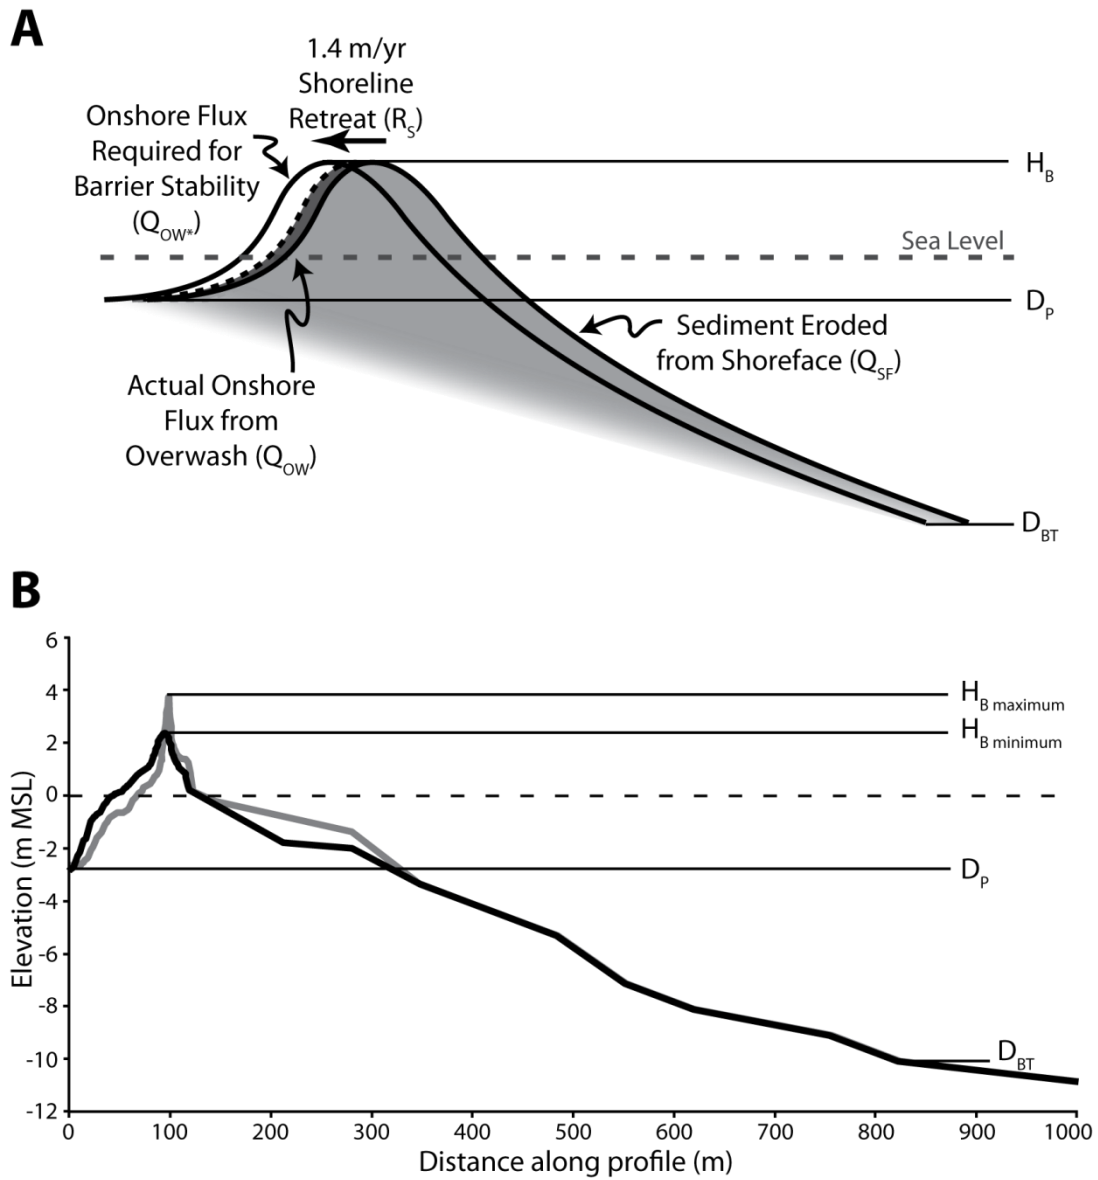 A
1.4 m/yr
Shoreline
Retreat (RS)
Onshore Flux
Required for
Barrier Stability
(QOW*)
HB
Sea Level
DP
Sediment Eroded
from Shoreface (QSF)
Actual Onshore
Flux from
Overwash (QOW)
DBT
B
6
4
2
0
-2
-4
-6
-8
-10
-12
Elevation (m MSL)
HB maximum
HB minimum
DP
DBT
0 100 200 300 400 500 600 700 800 900 1000
Distance along profile (m)